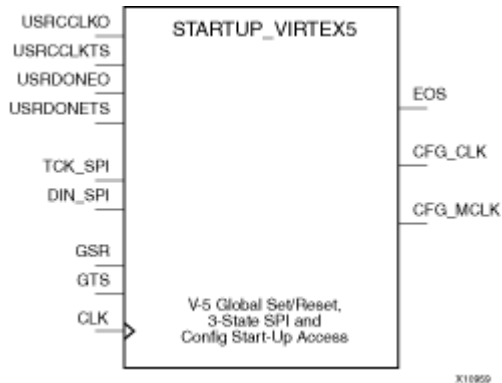 STARTUP_VIRTEX5
USRCCLKO
USRCCLKTS
USRDONEO
USRDONETS
TCK_SPI
DIN_SPI
GSR
GTS
CLK
EOS
CFG_CLK
CFG_MCLK
V-5 Global Set/Reset,
3-State SPI and
Config Start-Up Access
X10959